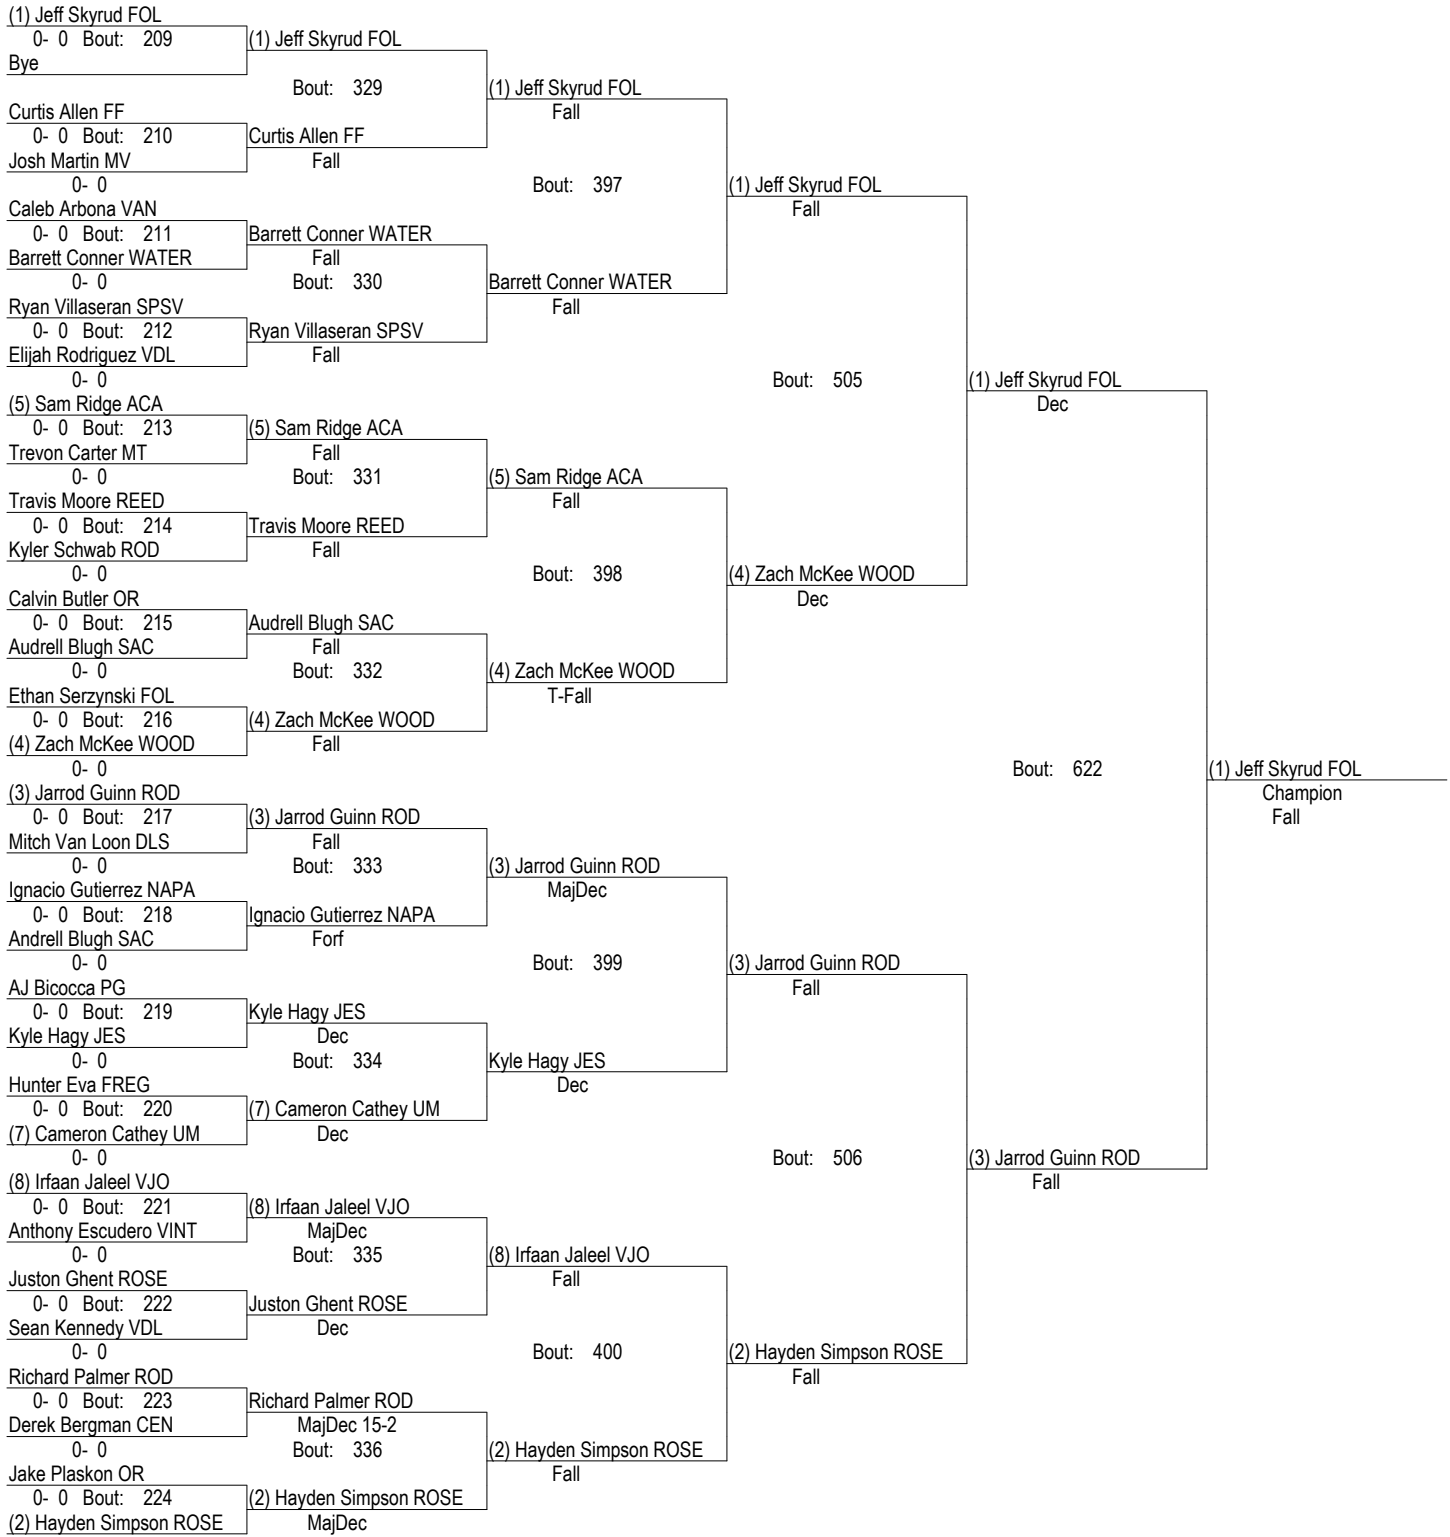 (1) Jeff Skyrud FOL
0- 0 Bout: 209
(1) Jeff Skyrud FOL
Bye
Bout: 329
(1) Jeff Skyrud FOL
Curtis Allen FF
Fall
0- 0 Bout: 210
Curtis Allen FF
Josh Martin MV
Fall
0- 0
Bout: 397
(1) Jeff Skyrud FOL
Caleb Arbona VAN
Fall
0- 0 Bout: 211
Barrett Conner WATER
Barrett Conner WATER
Fall
0- 0
Bout: 330
Barrett Conner WATER
Ryan Villaseran SPSV
Fall
0- 0 Bout: 212
Ryan Villaseran SPSV
Elijah Rodriguez VDL
Fall
0- 0
Bout: 505
(1) Jeff Skyrud FOL
(5) Sam Ridge ACA
Dec
0- 0 Bout: 213
(5) Sam Ridge ACA
Trevon Carter MT
Fall
0- 0
Bout: 331
(5) Sam Ridge ACA
Travis Moore REED
Fall
0- 0 Bout: 214
Travis Moore REED
Kyler Schwab ROD
Fall
0- 0
Bout: 398
(4) Zach McKee WOOD
Calvin Butler OR
Dec
0- 0 Bout: 215
Audrell Blugh SAC
Audrell Blugh SAC
Fall
0- 0
Bout: 332
(4) Zach McKee WOOD
Ethan Serzynski FOL
T-Fall
0- 0 Bout: 216
(4) Zach McKee WOOD
(4) Zach McKee WOOD
Fall
0- 0
Bout: 622
(1) Jeff Skyrud FOL
(3) Jarrod Guinn ROD
Champion
0- 0 Bout: 217
(3) Jarrod Guinn ROD
Fall
Mitch Van Loon DLS
Fall
0- 0
Bout: 333
(3) Jarrod Guinn ROD
Ignacio Gutierrez NAPA
MajDec
0- 0 Bout: 218
Ignacio Gutierrez NAPA
Andrell Blugh SAC
Forf
0- 0
Bout: 399
(3) Jarrod Guinn ROD
AJ Bicocca PG
Fall
0- 0 Bout: 219
Kyle Hagy JES
Kyle Hagy JES
Dec
0- 0
Bout: 334
Kyle Hagy JES
Hunter Eva FREG
Dec
0- 0 Bout: 220
(7) Cameron Cathey UM
(7) Cameron Cathey UM
Dec
0- 0
Bout: 506
(3) Jarrod Guinn ROD
(8) Irfaan Jaleel VJO
Fall
0- 0 Bout: 221
(8) Irfaan Jaleel VJO
Anthony Escudero VINT
MajDec
0- 0
Bout: 335
(8) Irfaan Jaleel VJO
Juston Ghent ROSE
Fall
0- 0 Bout: 222
Juston Ghent ROSE
Sean Kennedy VDL
Dec
0- 0
Bout: 400
(2) Hayden Simpson ROSE
Richard Palmer ROD
Fall
0- 0 Bout: 223
Richard Palmer ROD
Derek Bergman CEN
MajDec 15-2
0- 0
Bout: 336
(2) Hayden Simpson ROSE
Jake Plaskon OR
Fall
0- 0 Bout: 224
(2) Hayden Simpson ROSE
(2) Hayden Simpson ROSE
MajDec